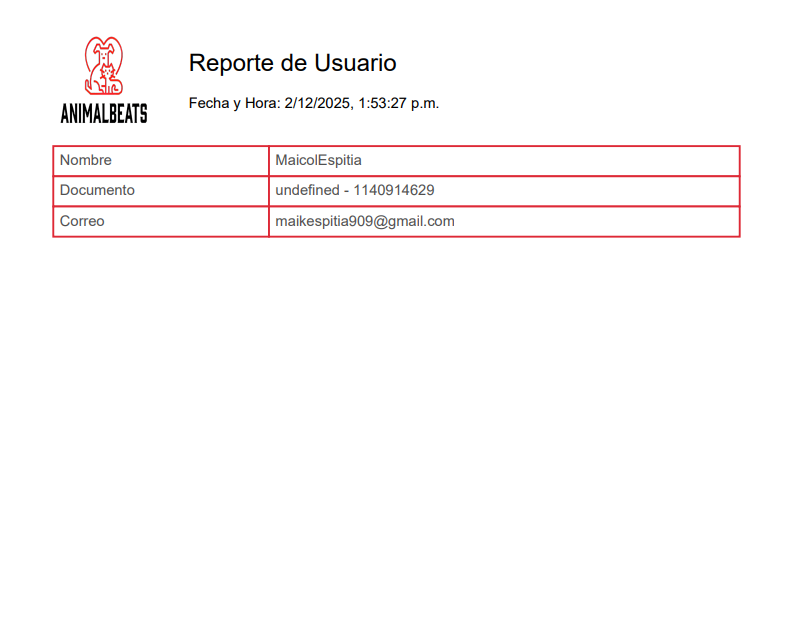 Reporte de Usuario
Fecha y Hora: 2/12/2025, 1:53:27 p.m.
ANIMALBEATS
Nombre MaicolEspitia
Documento undefined - 1140914629
Correo maikespitia909@gmail.com